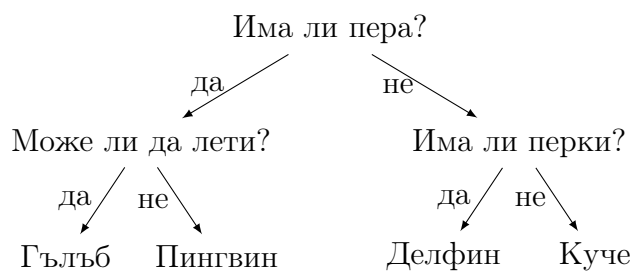 Има ли пера?
да не
Може ли да лети? Има ли перки?
да не да не
Гълъб Пингвин Делфин Куче